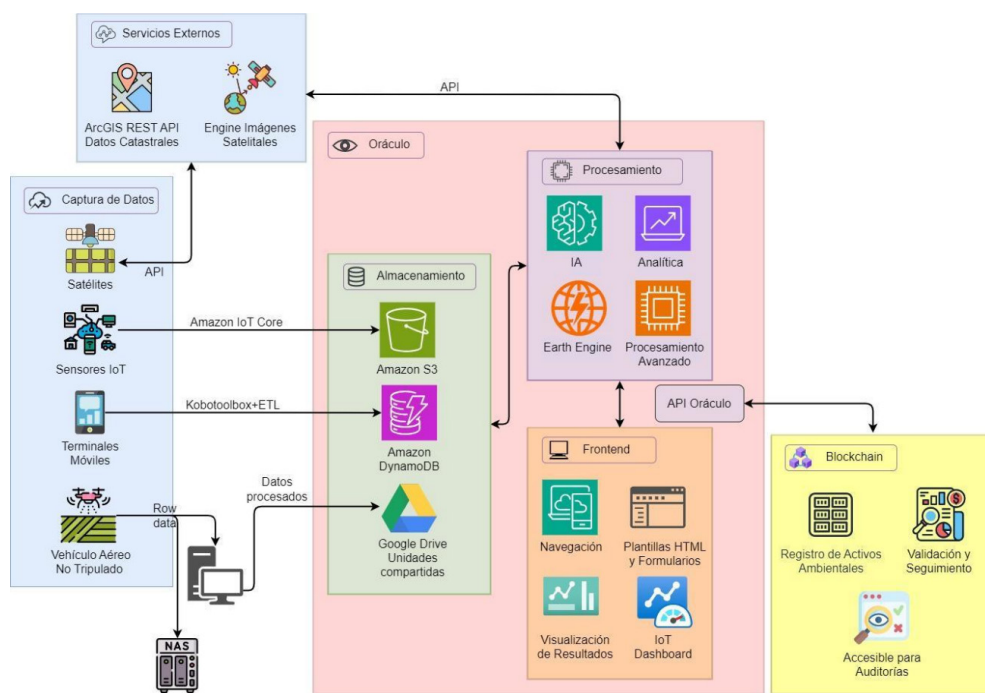 Servicios Externos
ArcGIS REST API
Datos Catastrales
Engine Imágenes
Satelitales
API
Oráculo
Captura de Datos
Satélites
API
Sensores IoT
Amazon IoT Core
Terminales
Móviles
Kobotoolbox+ETL
Vehículo Aéreo
No Tripulado
Row
data
Datos
procesados
NAS
Almacenamiento
Amazon S3
Amazon
DynamoDB
Google Drive
Unidades
compartidas
Procesamiento
IA
Analítica
Earth Engine
Procesamiento
Avanzado
API Oráculo
Frontend
Navegación
Plantillas HTML
y Formularios
Visualización
de Resultados
IoT
Dashboard
Blockchain
Registro de Activos
Ambientales
Validación y
Seguimiento
Accesible para
Auditorías